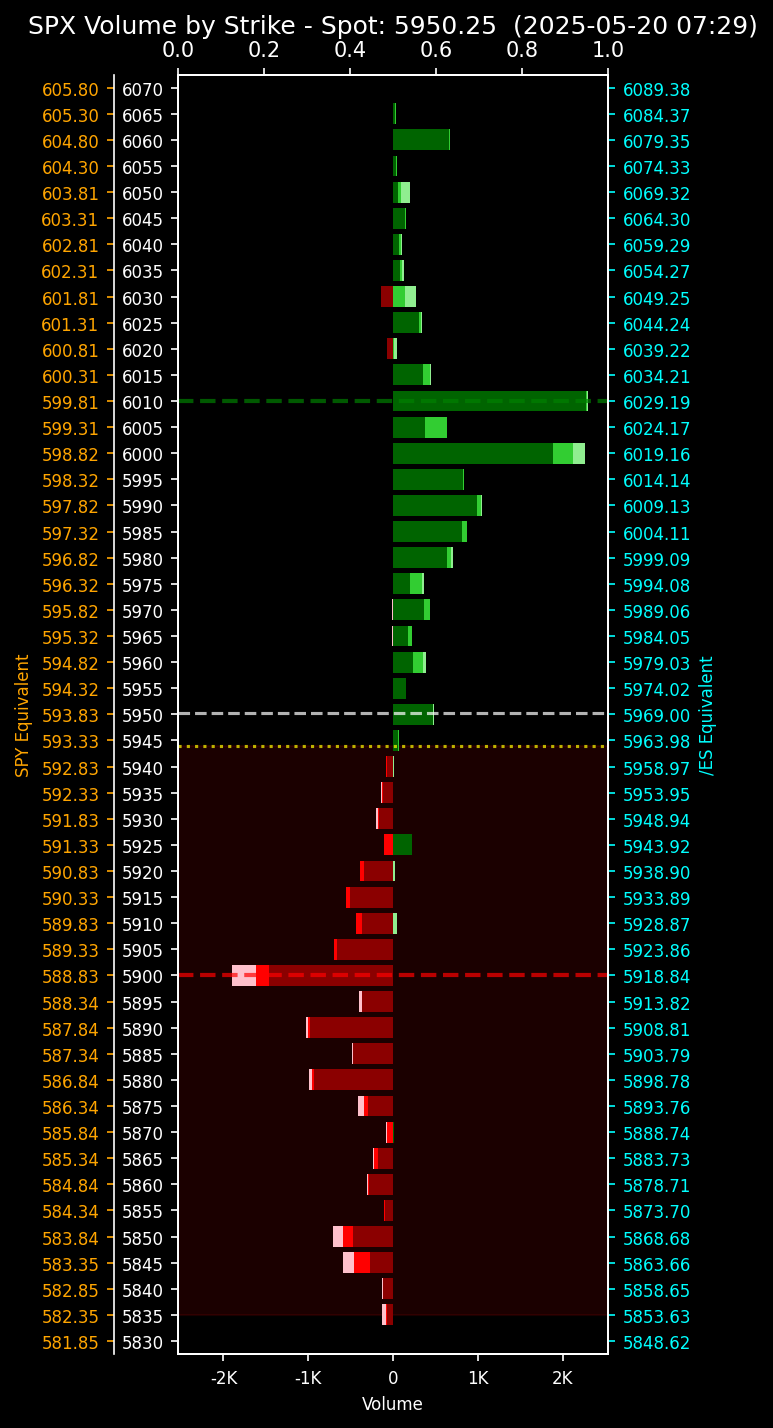 SPX Volume by Strike - Spot: 5950.25  (2025-05-20 07:29)
0.0 0.2 0.4 0.6 0.8 1.0
605.80 6070 6089.38
605.30 6065 6084.37
604.80 6060 6079.35
604.30 6055 6074.33
603.81 6050 6069.32
603.31 6045 6064.30
602.81 6040 6059.29
602.31 6035 6054.27
601.81 6030 6049.25
601.31 6025 6044.24
600.81 6020 6039.22
600.31 6015 6034.21
599.81 6010 6029.19
599.31 6005 6024.17
598.82 6000 6019.16
598.32 5995 6014.14
597.82 5990 6009.13
597.32 5985 6004.11
596.82 5980 5999.09
596.32 5975 5994.08
595.82 5970 5989.06
595.32 5965 5984.05
594.82 5960 5979.03
594.32 5955 5974.02
593.83 5950 5969.00
593.33 5945 5963.98
592.83 5940 5958.97
592.33 5935 5953.95
591.83 5930 5948.94
591.33 5925 5943.92
590.83 5920 5938.90
590.33 5915 5933.89
589.83 5910 5928.87
589.33 5905 5923.86
588.83 5900 5918.84
588.34 5895 5913.82
587.84 5890 5908.81
587.34 5885 5903.79
586.84 5880 5898.78
586.34 5875 5893.76
585.84 5870 5888.74
585.34 5865 5883.73
584.84 5860 5878.71
584.34 5855 5873.70
583.84 5850 5868.68
583.35 5845 5863.66
582.85 5840 5858.65
582.35 5835 5853.63
581.85 5830 5848.62
SPY Equivalent
/ES Equivalent
-2K -1K 0 1K 2K
Volume